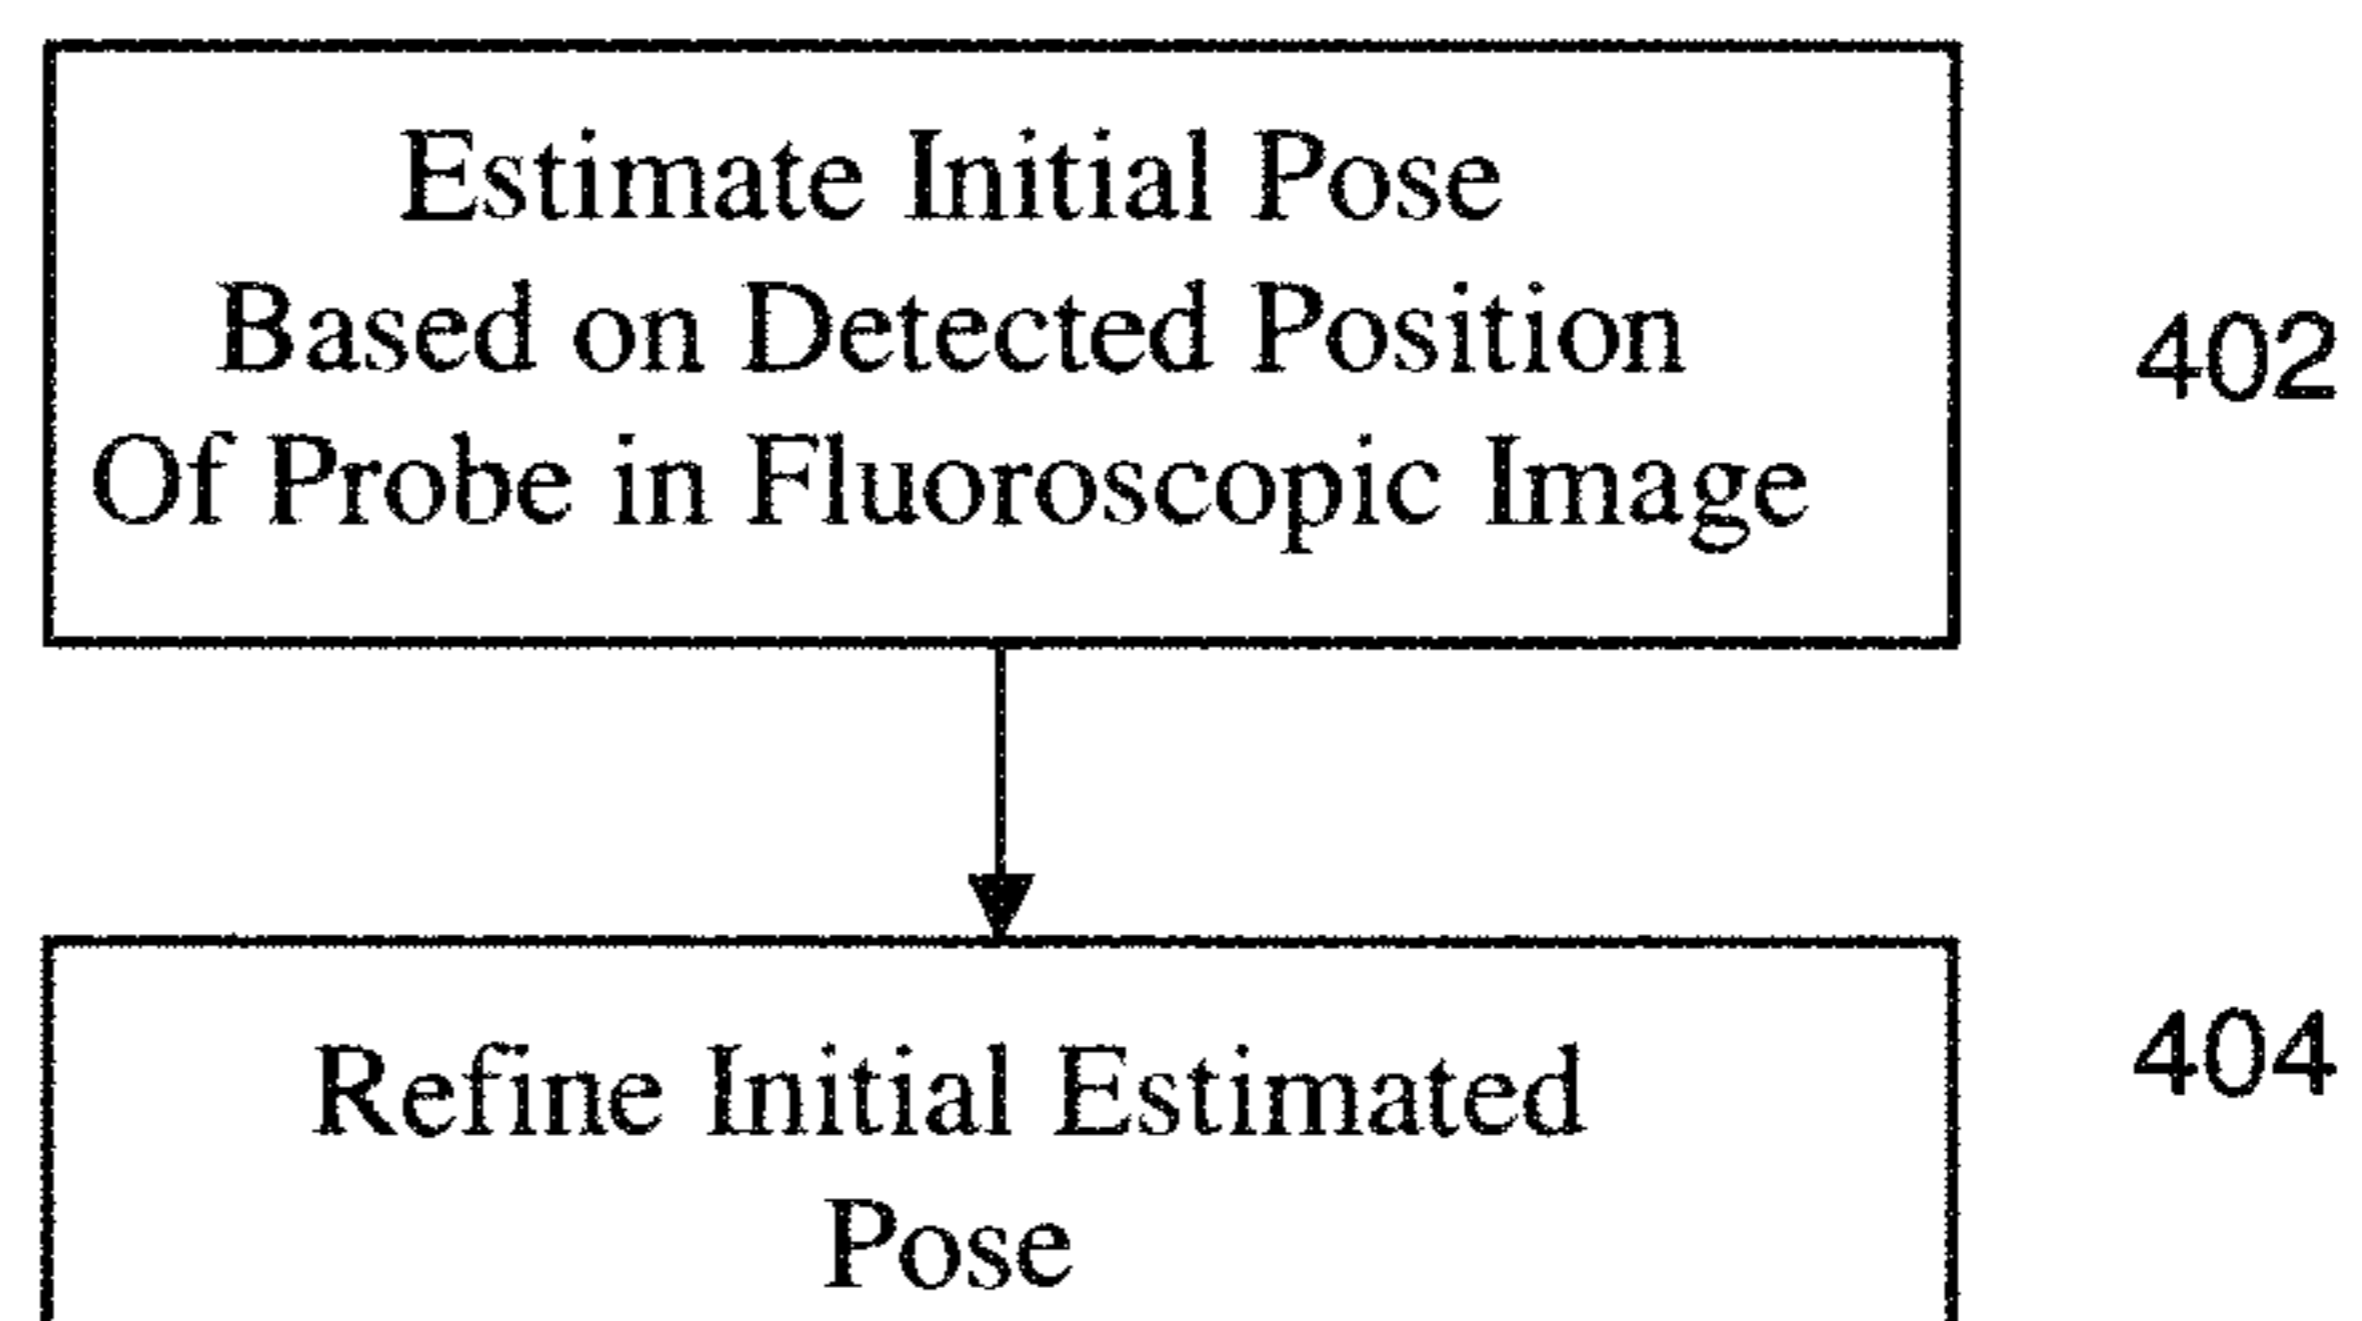 Estimate Initial Pose
Based on Detected Position
Of Probe in Fluoroscopic Image
402
Refine Initial Estimated
Pose
404